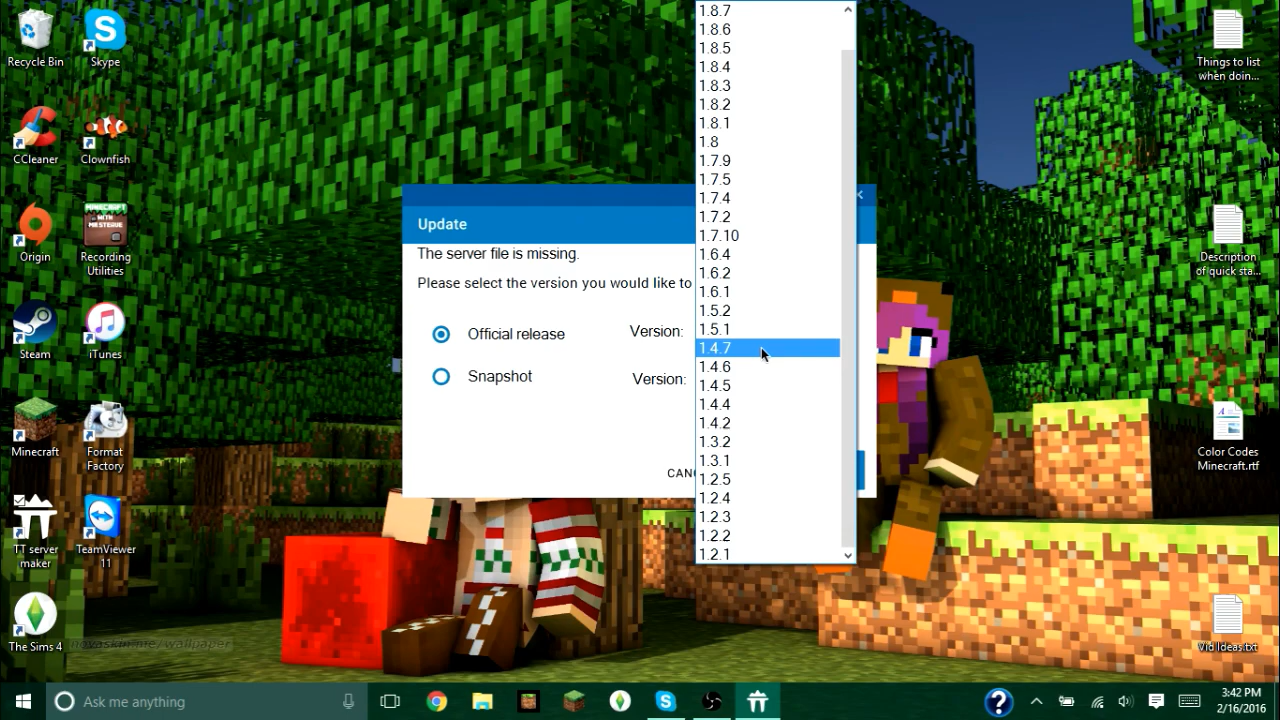 Recycle Bin
Skype
CCleaner
Clownfish
Origin
MINECRAFT
WITH
Recording
Utilities
Steam
iTunes
Minecraft
Format
Factory
TT server
maker
TeamViewer
11
The Sims 4
novaskin.me/wallpaper
Update
The server file is missing.
Please select the version you would like to
Official release
Version:
Snapshot
Version:
CANC
1.8.7
1.8.6
1.8.5
1.8.4
1.8.3
1.8.2
1.8.1
1.8
1.7.9
1.7.5
1.7.4
1.7.2
1.7.10
1.6.4
1.6.2
1.6.1
1.5.2
1.5.1
1.4.7
1.4.6
1.4.5
1.4.4
1.4.2
1.3.2
1.3.1
1.2.5
1.2.4
1.2.3
1.2.2
1.2.1
Things to list
when doin...
Description
of quick sta...
Color Codes
Minecraft.rtf
Vid Ideas.txt
Ask me anything
3:42 PM
2/16/2016